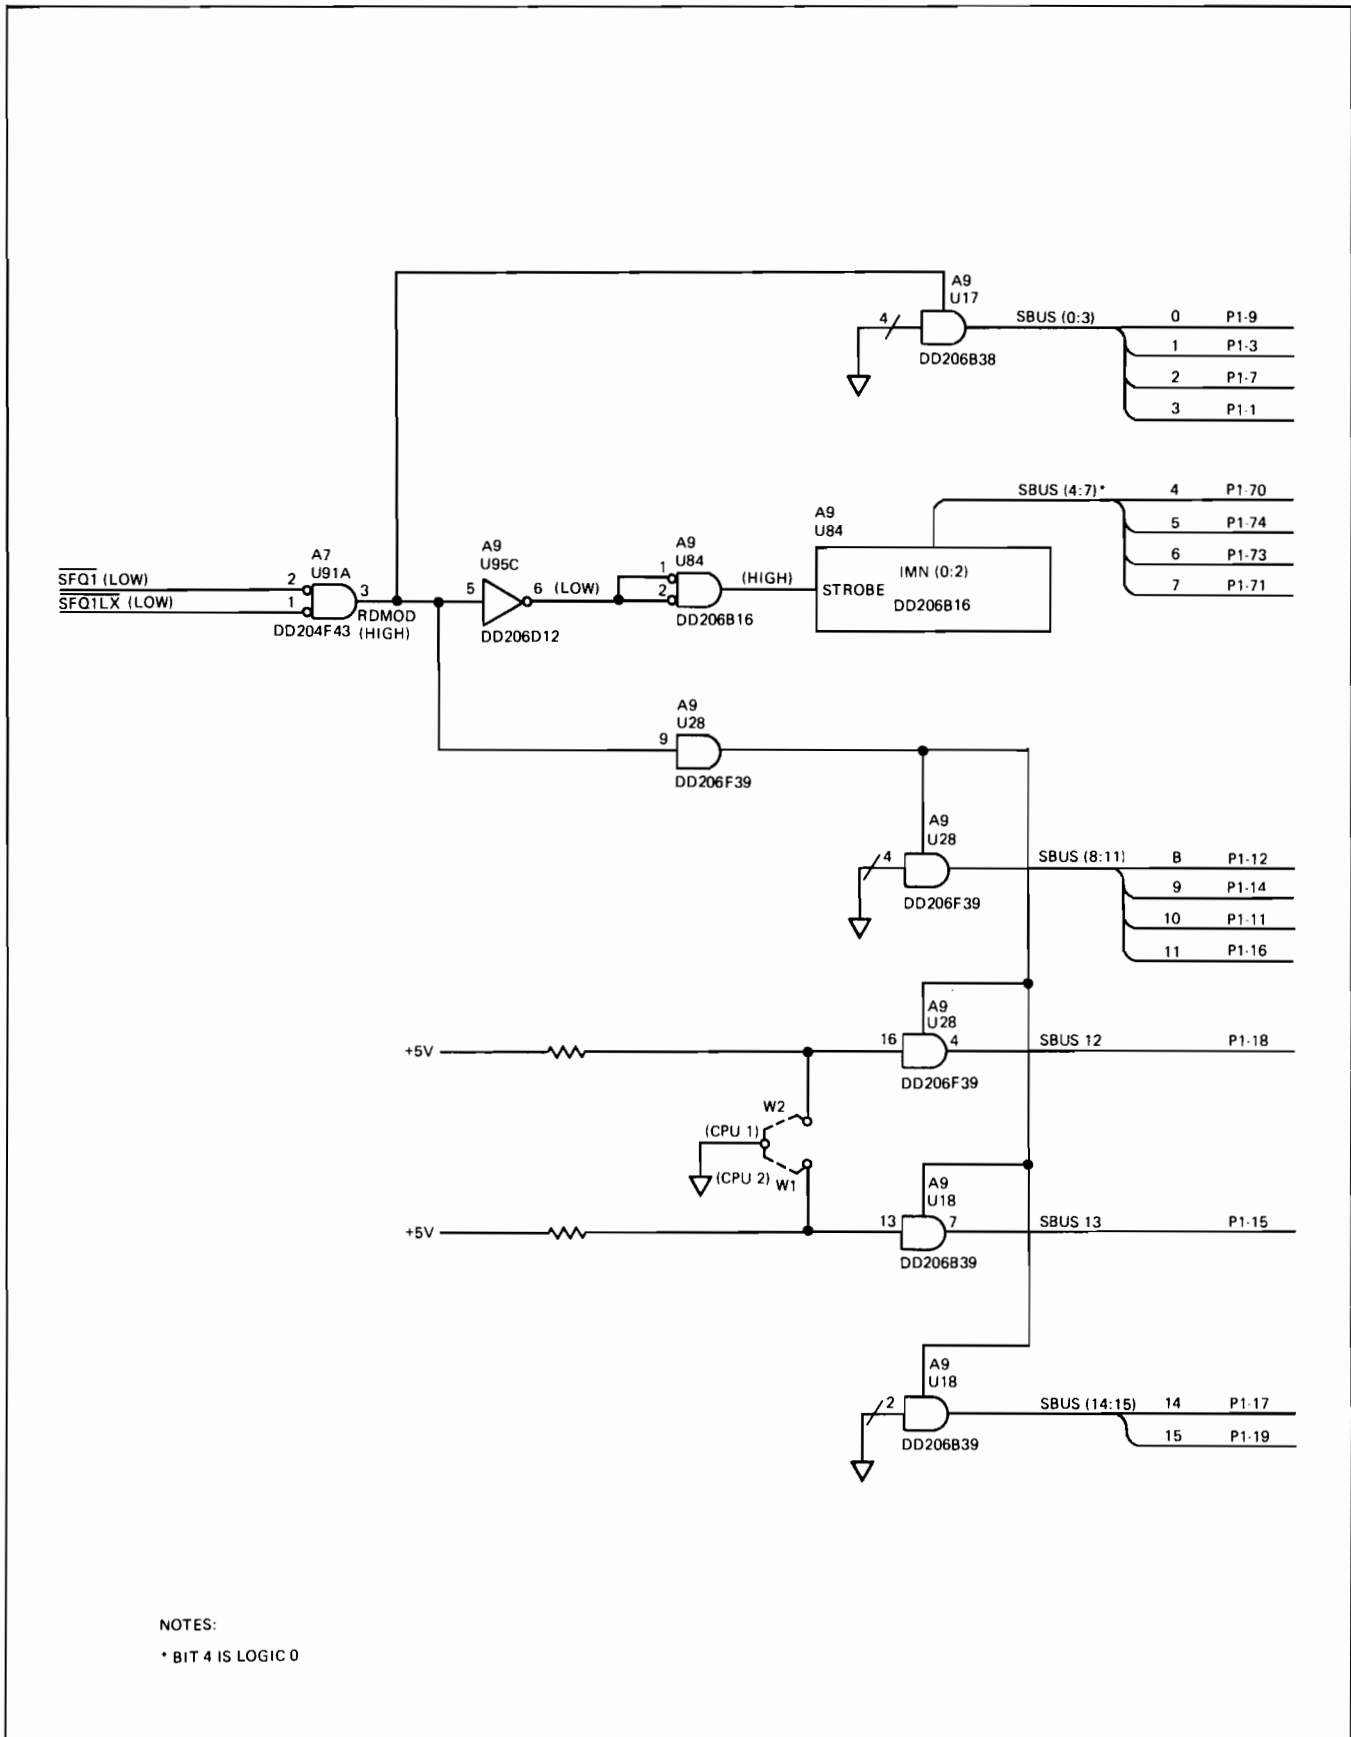 A9
U17
4
SBUS (0:3)
0 P1-9
DD206B38
1 P1-3
2 P1-7
3 P1-1
SBUS (4:7)*
4 P1-70
5 P1-74
6 P1-73
7 P1-71
A7
U91A
SFQ1 (LOW)
2
SFQ1LX (LOW)
1
3
RDMOD
(HIGH)
DD204F43
A9
U95C
5
6 (LOW)
DD206D12
A9
U84
1
2
DD206B16
(HIGH)
A9
U84
IMN (0:2)
STROBE
DD206B16
A9
U28
9
DD206F39
A9
U28
4
SBUS (8:11)
8 P1-12
DD206F39
9 P1-14
10 P1-11
11 P1-16
A9
U28
+5V
16
4
SBUS 12
P1-18
DD206F39
W2
(CPU 1)
(CPU 2)
W1
A9
U18
+5V
13
7
SBUS 13
P1-15
DD206B39
A9
U18
2
SBUS (14:15)
14 P1-17
DD206B39
15 P1-19
NOTES:
* BIT 4 IS LOGIC 0